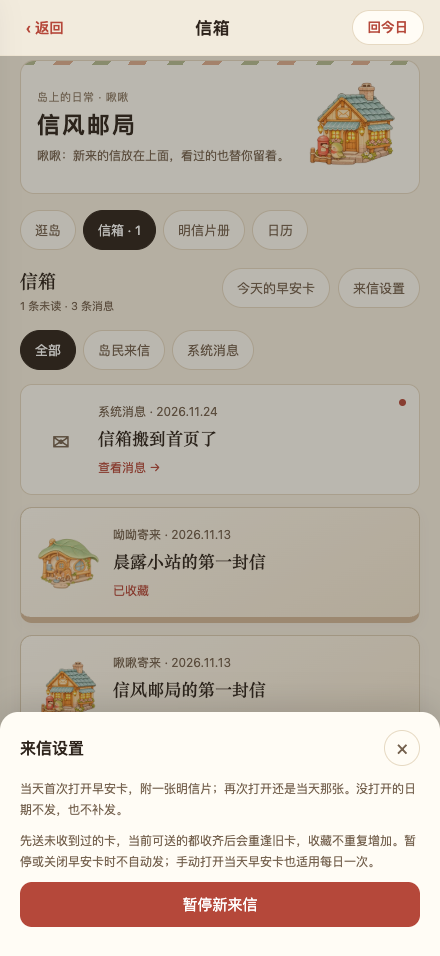 ‹ 返回
信箱
回今日
岛上的日常 · 啾啾
信风邮局
啾啾：新来的信放在上面，看过的也替你留着。
逛岛
信箱 · 1
明信片册
日历
信箱
1 条未读 · 3 条消息
今天的早安卡
来信设置
全部
岛民来信
系统消息
系统消息 · 2026.11.24
信箱搬到首页了
查看消息 →
呦呦寄来 · 2026.11.13
晨露小站的第一封信
已收藏
啾啾寄来 · 2026.11.13
信风邮局的第一封信
来信设置
×
当天首次打开早安卡，附一张明信片；再次打开还是当天那张。没打开的日
期不发，也不补发。
先送未收到过的卡，当前可送的都收齐后会重逢旧卡，收藏不重复增加。暂
停或关闭早安卡时不自动发；手动打开当天早安卡也适用每日一次。
暂停新来信